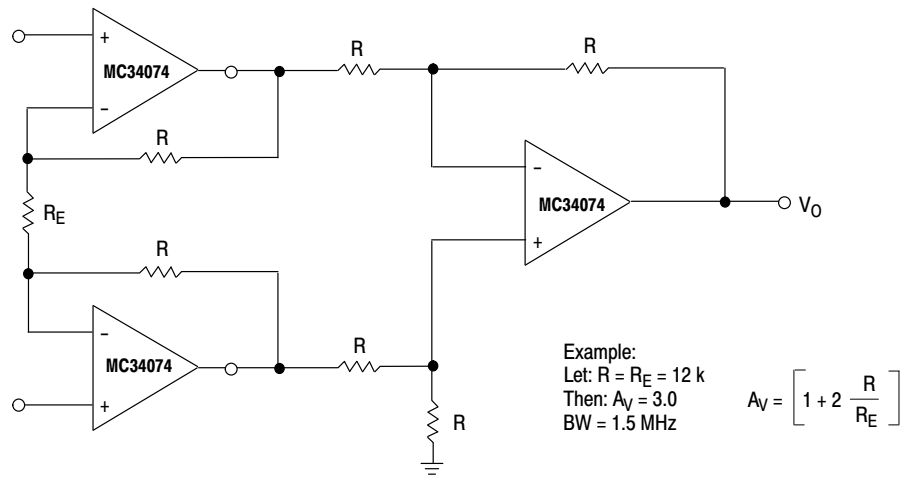 +
MC34074
−
R
R
R
R_E
R
−
MC34074
+
V_O
R
−
MC34074
+
R
R
Example:
Let: R = R_E = 12 k
Then: A_V = 3.0
BW = 1.5 MHz
A_V = [1 + 2 R/R_E]